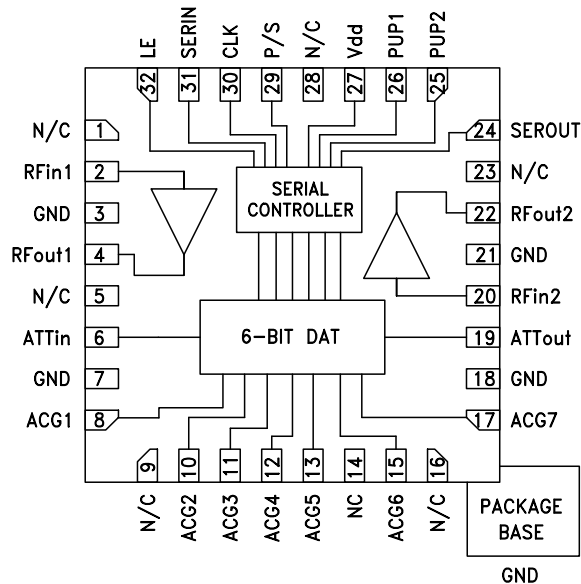 LE
SERIN
CLK
P/S
N/C
Vdd
PUP1
PUP2
32
31
30
29
28
27
26
25
N/C 1
24 SEROUT
RFin1 2
23 N/C
SERIAL
CONTROLLER
GND 3
22 RFout2
RFout1 4
21 GND
N/C 5
20 RFin2
ATTin 6
6-BIT DAT
19 ATTout
GND 7
18 GND
ACG1 8
17 ACG7
9
10
11
12
13
14
15
16
N/C
ACG2
ACG3
ACG4
ACG5
NC
ACG6
N/C
PACKAGE
BASE
GND